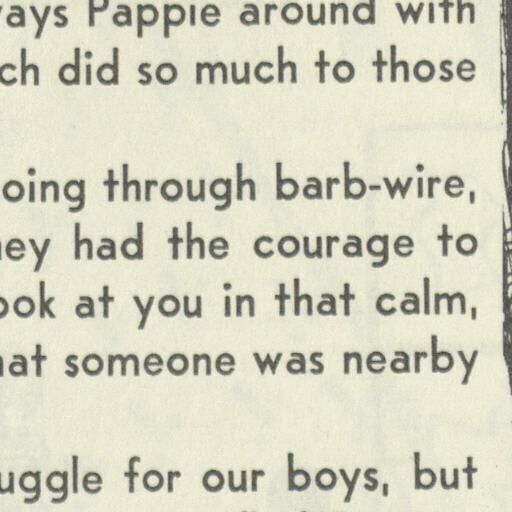 ays Pappie around with
ch did so much to those
oing through barb-wire,
ey had the courage to
ook at you in that calm,
at someone was nearby
uggle for our boys, but